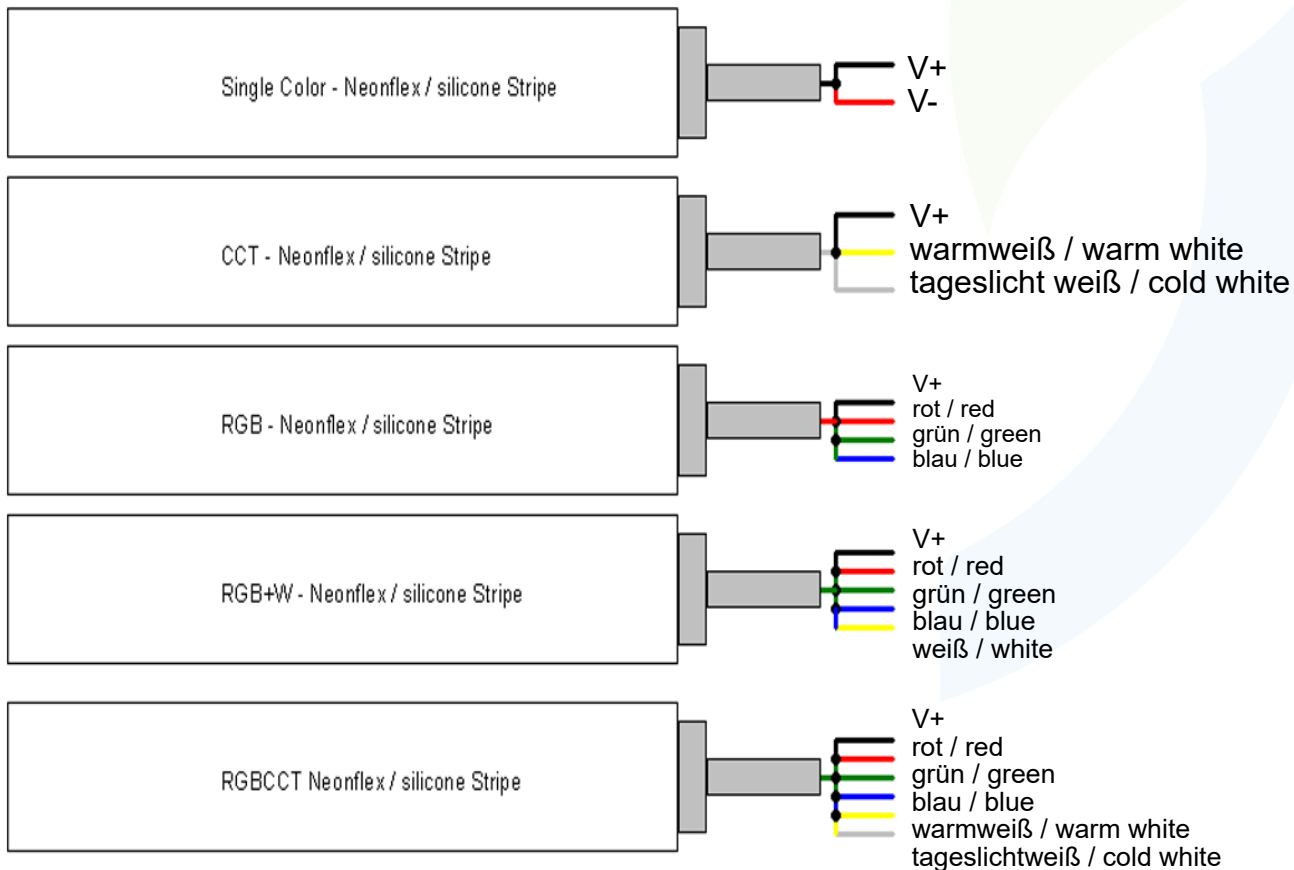 Single Color - Neonflex / silicone Stripe
V+
V-
CCT - Neonflex / silicone Stripe
V+
warmweiß / warm white
tageslicht weiß / cold white
RGB - Neonflex / silicone Stripe
V+
rot / red
grün / green
blau / blue
RGB+W - Neonflex / silicone Stripe
V+
rot / red
grün / green
blau / blue
weiß / white
RGBCCT Neonflex / silicone Stripe
V+
rot / red
grün / green
blau / blue
warmweiß / warm white
tageslichtweiß / cold white